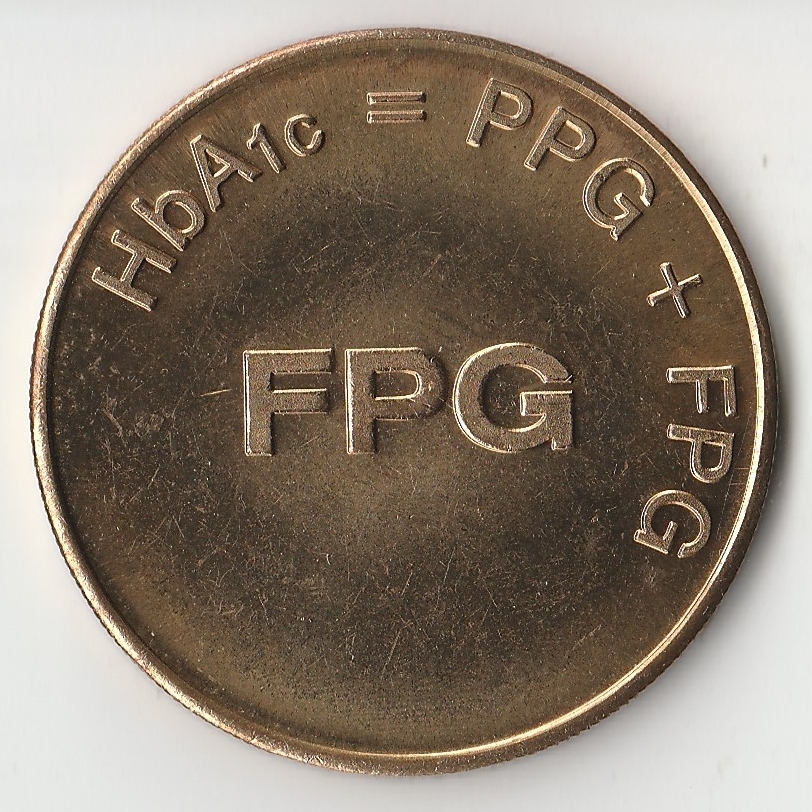 HbA1c = PPG + FPG
FPG